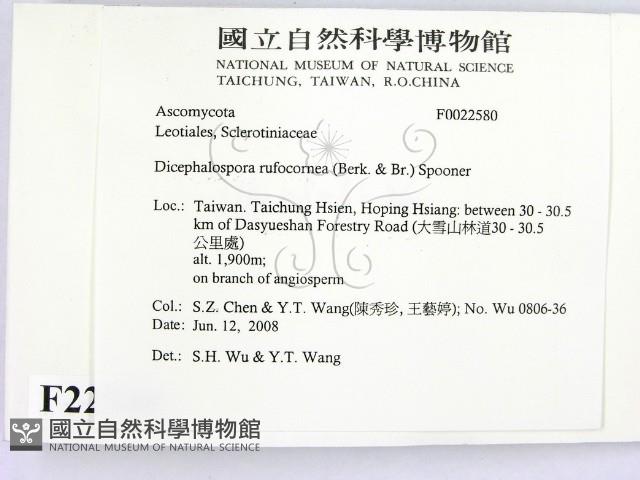 國立自然科學博物館
NATIONAL MUSEUM OF NATURAL SCIENCE
TAICHUNG, TAIWAN, R.O.CHINA
Ascomycota F0022580
Leotiales, Sclerotiniaceae
Dicephalospora rufocornea (Berk. & Br.) Spooner
Loc.: Taiwan. Taichung Hsien, Hoping Hsiang: between 30 - 30.5
km of Dasyueshan Forestry Road (大雪山林道30 - 30.5
公里處)
alt. 1,900m;
on branch of angiosperm
Col.: S.Z. Chen & Y.T. Wang(陳秀珍, 王藝婷); No. Wu 0806-36
Date: Jun. 12, 2008
Det.: S.H. Wu & Y.T. Wang
F22
國立自然科學博物館
NATIONAL MUSEUM OF NATURAL SCIENCE